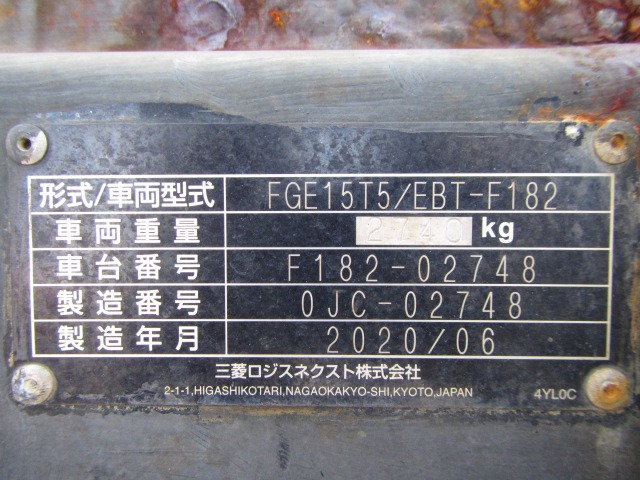 形式/車両型式 FGE15T5/EBT-F182
車両重量 2740 kg
車台番号 F182-02748
製造番号 0JC-02748
製造年月 2020/06
三菱ロジスネクスト株式会社
2-1-1,HIGASHIKOTARI,NAGAOKAKYO-SHI,KYOTO,JAPAN 4YL0C